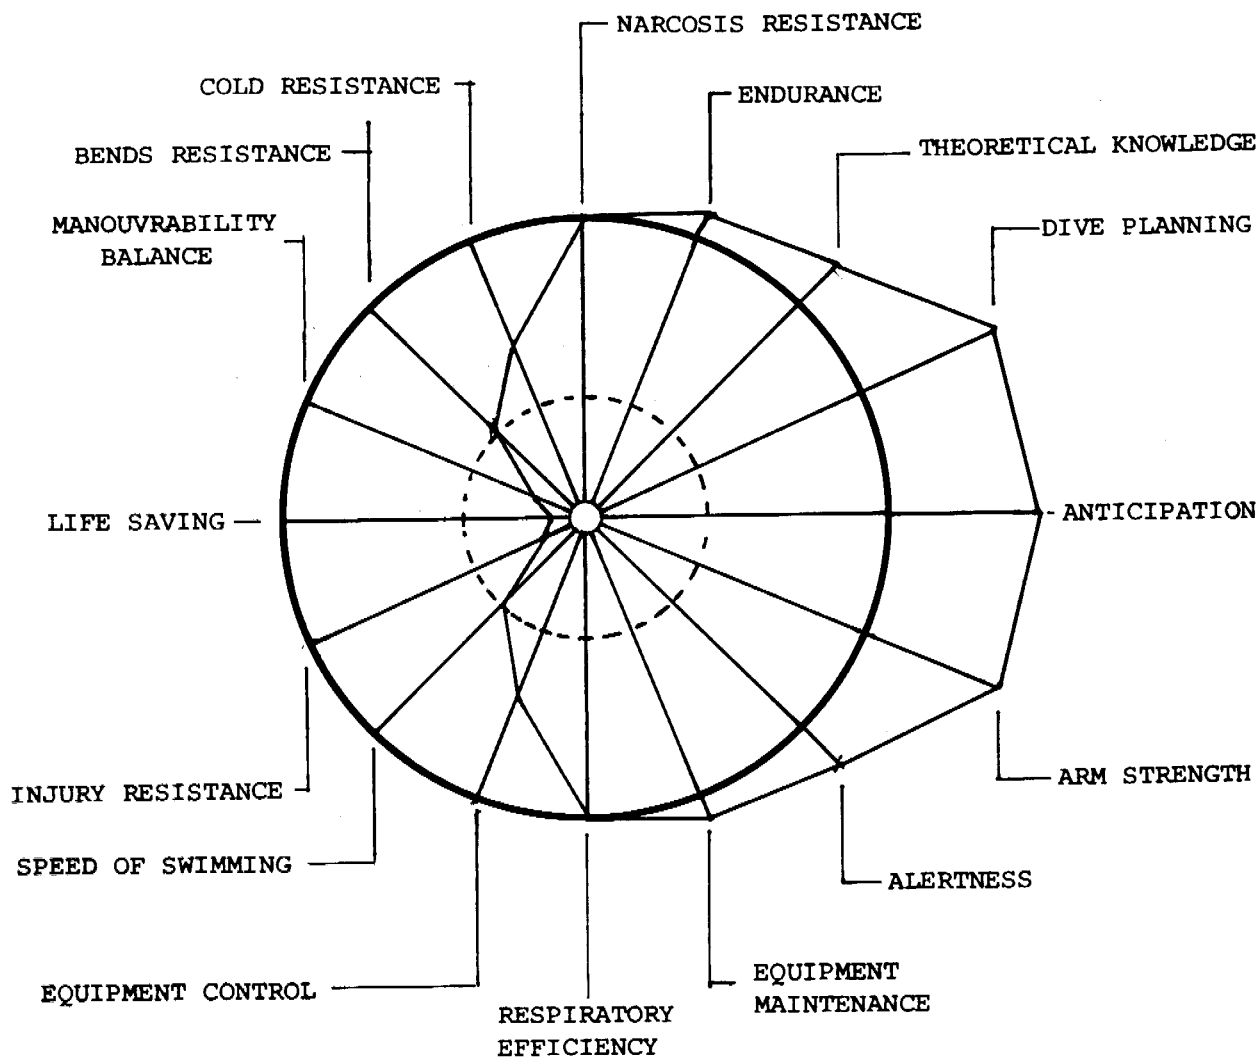 NARCOSIS RESISTANCE
COLD RESISTANCE
ENDURANCE
BENDS RESISTANCE
THEORETICAL KNOWLEDGE
MANOUVRABILITY
BALANCE
DIVE PLANNING
LIFE SAVING
ANTICIPATION
INJURY RESISTANCE
ARM STRENGTH
SPEED OF SWIMMING
ALERTNESS
EQUIPMENT CONTROL
EQUIPMENT
MAINTENANCE
RESPIRATORY
EFFICIENCY